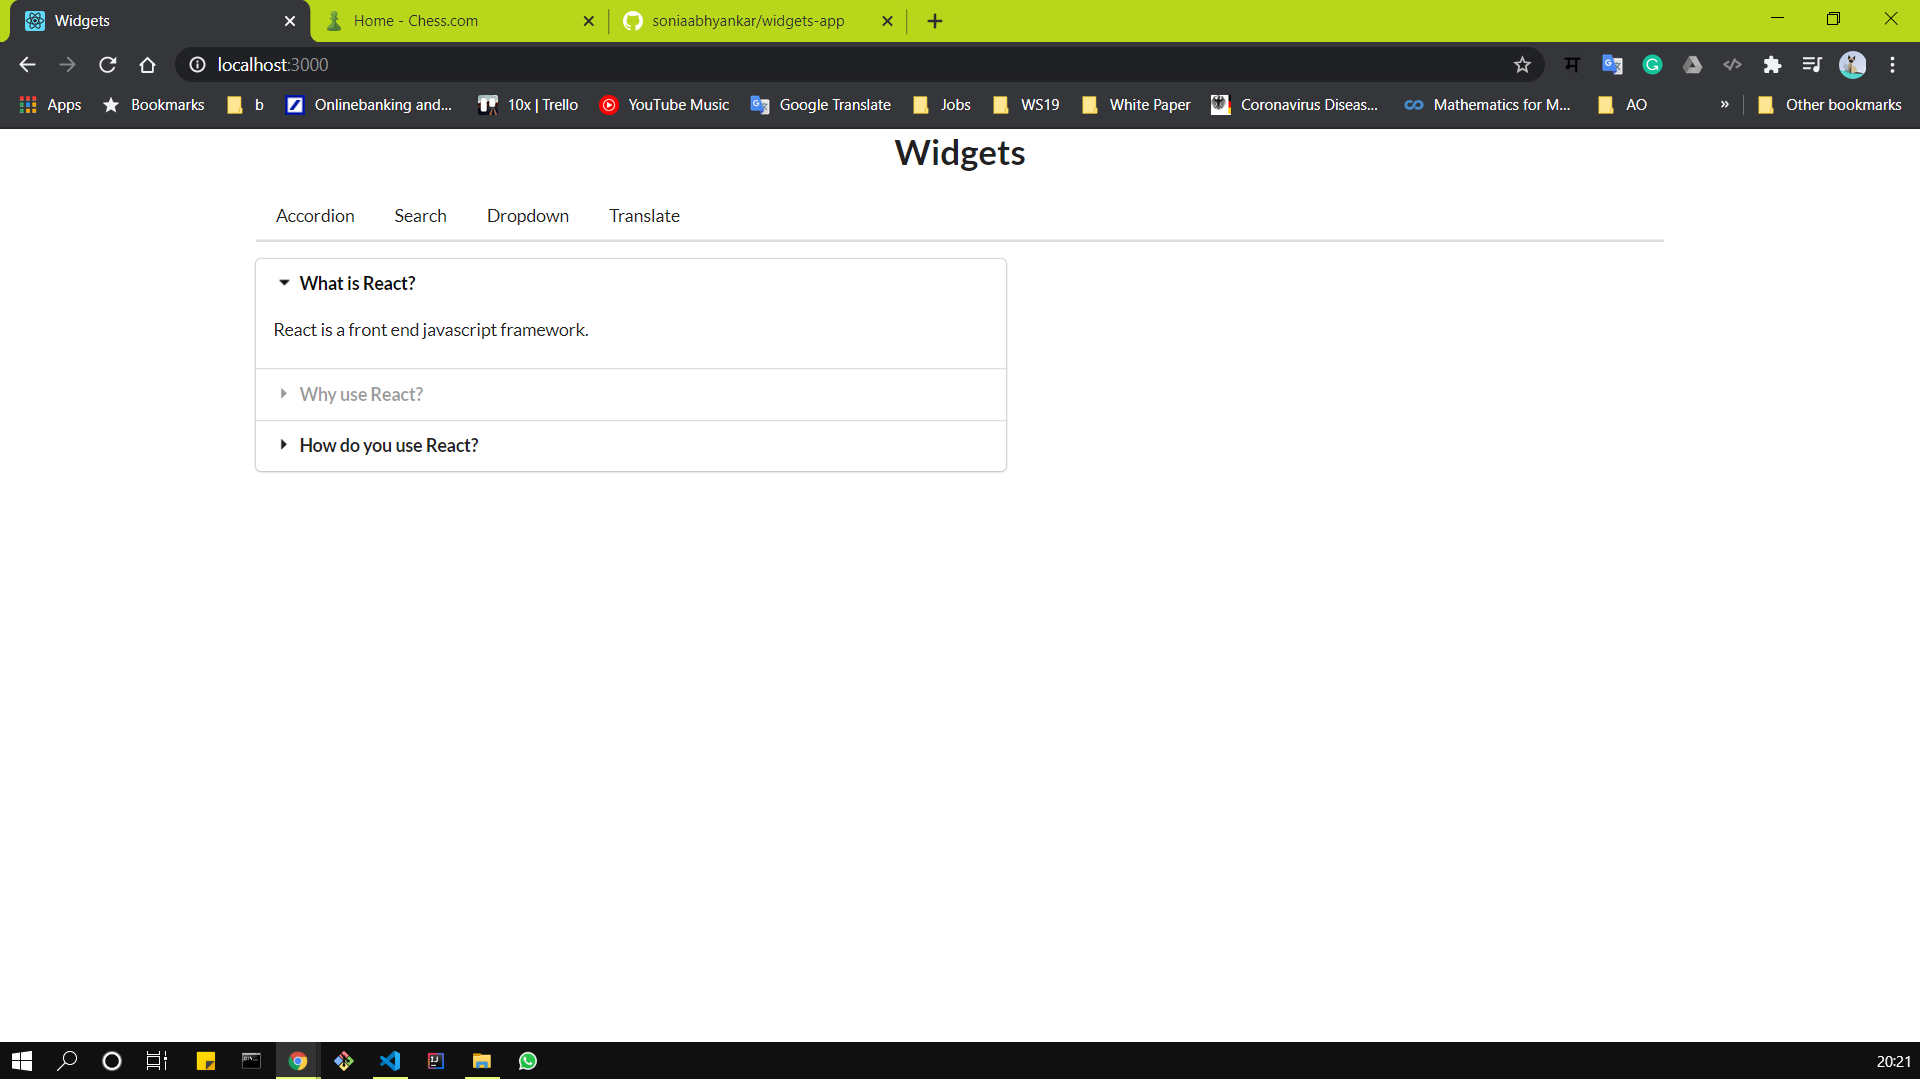 Widgets
Home - Chess.com
soniaabhyankar/widgets-app
localhost:3000
म
G
Apps
Bookmarks
b
Onlinebanking and...
10x | Trello
YouTube Music
Google Translate
Jobs
WS19
White Paper
Coronavirus Diseas...
Mathematics for M...
AO
»
Other bookmarks
Widgets
Accordion Search Dropdown Translate
What is React?
React is a front end javascript framework.
Why use React?
How do you use React?
IJ
20:21